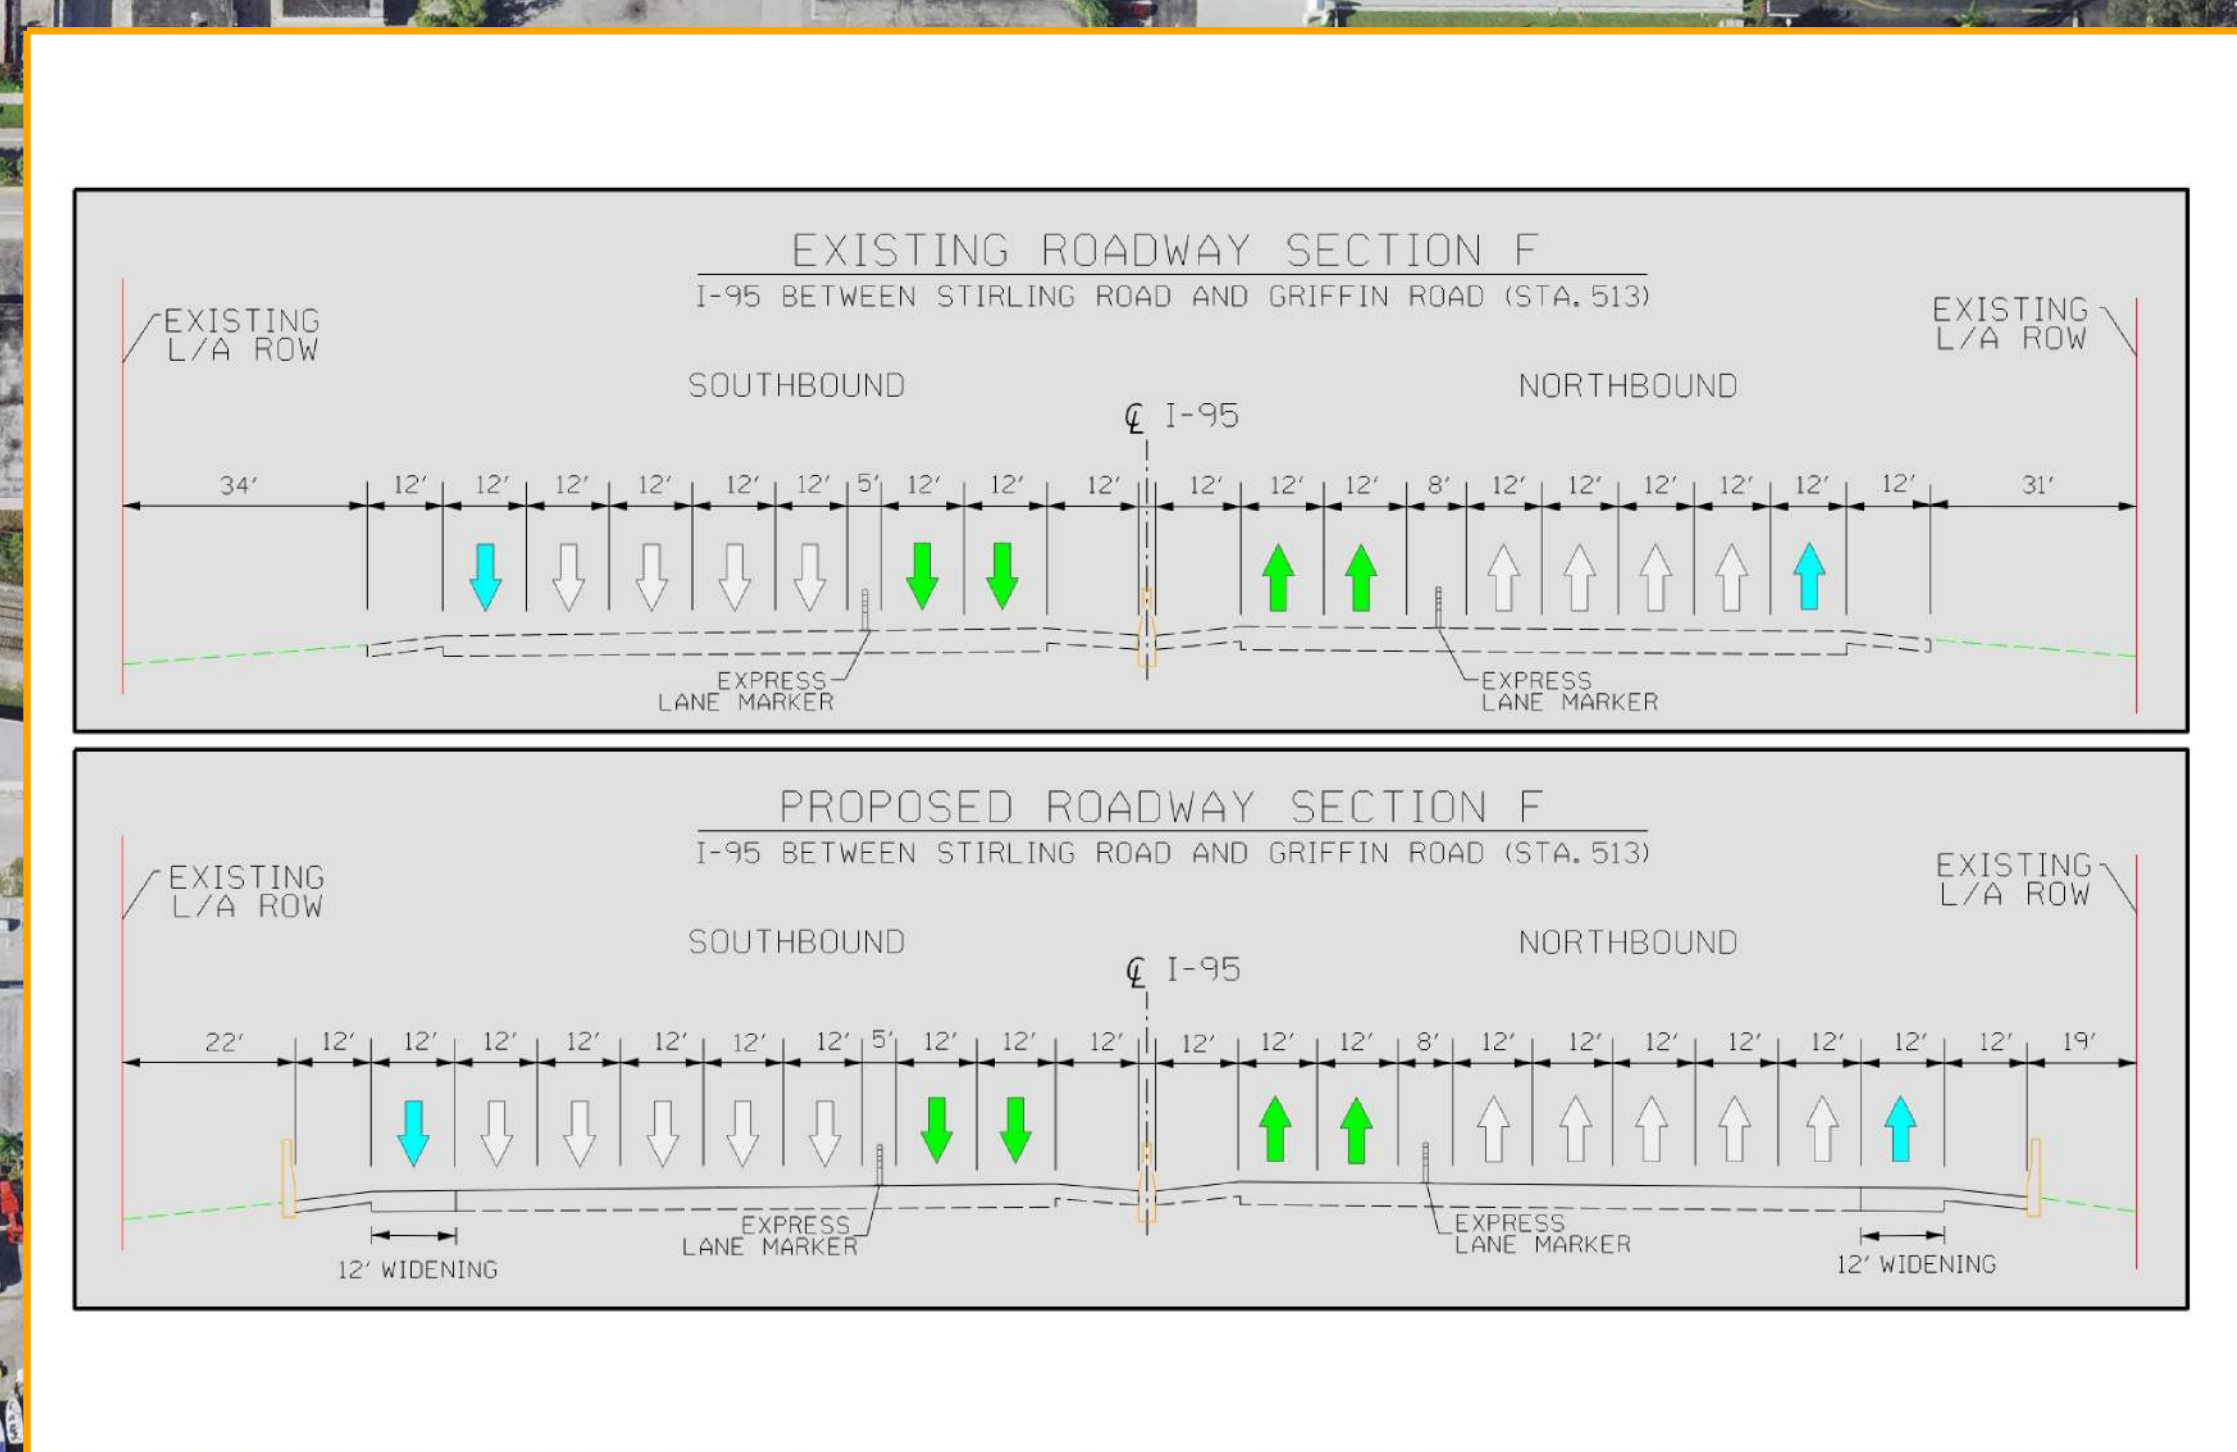 EXISTING ROADWAY SECTION F
I-95 BETWEEN STIRLING ROAD AND GRIFFIN ROAD (STA. 513)
EXISTING
L/A ROW
EXISTING
L/A ROW
SOUTHBOUND
NORTHBOUND
℄ I-95
34' 12' 12' 12' 12' 12' 12' 5' 12' 12' 12' 12' 12' 12' 8' 12' 12' 12' 12' 12' 12' 31'
EXPRESS
LANE MARKER
EXPRESS
LANE MARKER
PROPOSED ROADWAY SECTION F
I-95 BETWEEN STIRLING ROAD AND GRIFFIN ROAD (STA. 513)
EXISTING
L/A ROW
EXISTING
L/A ROW
SOUTHBOUND
NORTHBOUND
℄ I-95
22' 12' 12' 12' 12' 12' 12' 12' 5' 12' 12' 12' 12' 12' 12' 8' 12' 12' 12' 12' 12' 12' 12' 19'
EXPRESS
LANE MARKER
EXPRESS
LANE MARKER
12' WIDENING
12' WIDENING